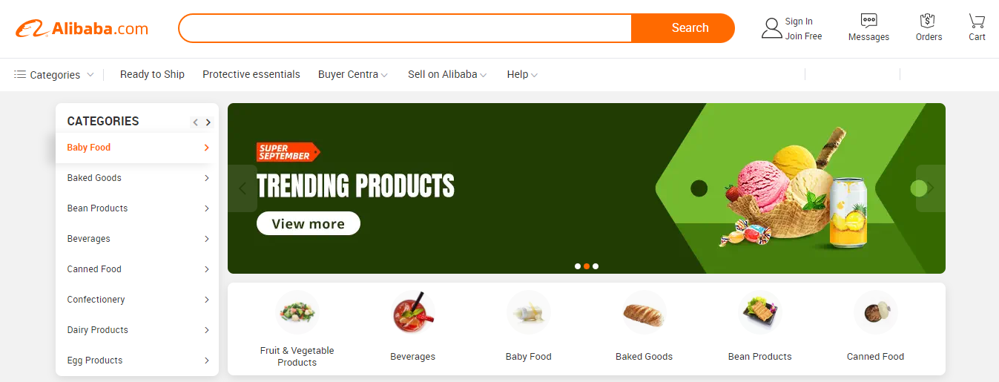 Alibaba.com
Search
Sign In
Join Free
Messages
Orders
Cart
Categories
Ready to Ship
Protective essentials
Buyer Centra
Sell on Alibaba
Help
CATEGORIES
Baby Food
Baked Goods
Bean Products
Beverages
Canned Food
Confectionery
Dairy Products
Egg Products
SUPER
SEPTEMBER
TRENDING PRODUCTS
View more
Fruit & Vegetable
Products
Beverages
Baby Food
Baked Goods
Bean Products
Canned Food